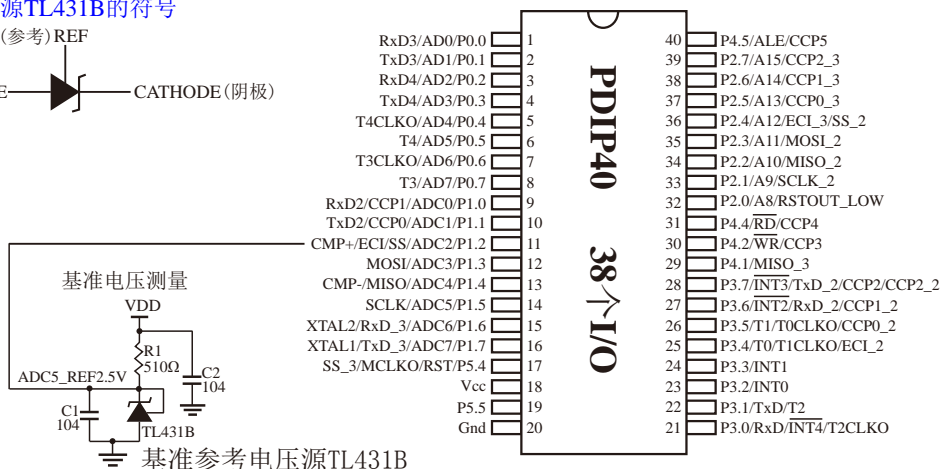 源TL431B的符号
(参考)REF
E
CATHODE(阴极)
RxD3/AD0/P0.0 1
TxD3/AD1/P0.1 2
RxD4/AD2/P0.2 3
TxD4/AD3/P0.3 4
T4CLKO/AD4/P0.4 5
T4/AD5/P0.5 6
T3CLKO/AD6/P0.6 7
T3/AD7/P0.7 8
RxD2/CCP1/ADC0/P1.0 9
TxD2/CCP0/ADC1/P1.1 10
CMP+/ECI/SS/ADC2/P1.2 11
MOSI/ADC3/P1.3 12
CMP-/MISO/ADC4/P1.4 13
SCLK/ADC5/P1.5 14
XTAL2/RxD_3/ADC6/P1.6 15
XTAL1/TxD_3/ADC7/P1.7 16
SS_3/MCLKO/RST/P5.4 17
Vcc 18
P5.5 19
Gnd 20
PDIP40 38个I/O
40 P4.5/ALE/CCP5
39 P2.7/A15/CCP2_3
38 P2.6/A14/CCP1_3
37 P2.5/A13/CCP0_3
36 P2.4/A12/ECI_3/SS_2
35 P2.3/A11/MOSI_2
34 P2.2/A10/MISO_2
33 P2.1/A9/SCLK_2
32 P2.0/A8/RSTOUT_LOW
31 P4.4/RD/CCP4
30 P4.2/WR/CCP3
29 P4.1/MISO_3
28 P3.7/INT3/TxD_2/CCP2/CCP2_2
27 P3.6/INT2/RxD_2/CCP1_2
26 P3.5/T1/T0CLKO/CCP0_2
25 P3.4/T0/T1CLKO/ECI_2
24 P3.3/INT1
23 P3.2/INT0
22 P3.1/TxD/T2
21 P3.0/RxD/INT4/T2CLKO
基准电压测量
VDD
R1
510Ω
C2
104
ADC5_REF2.5V
C1
104
TL431B
基准参考电压源TL431B